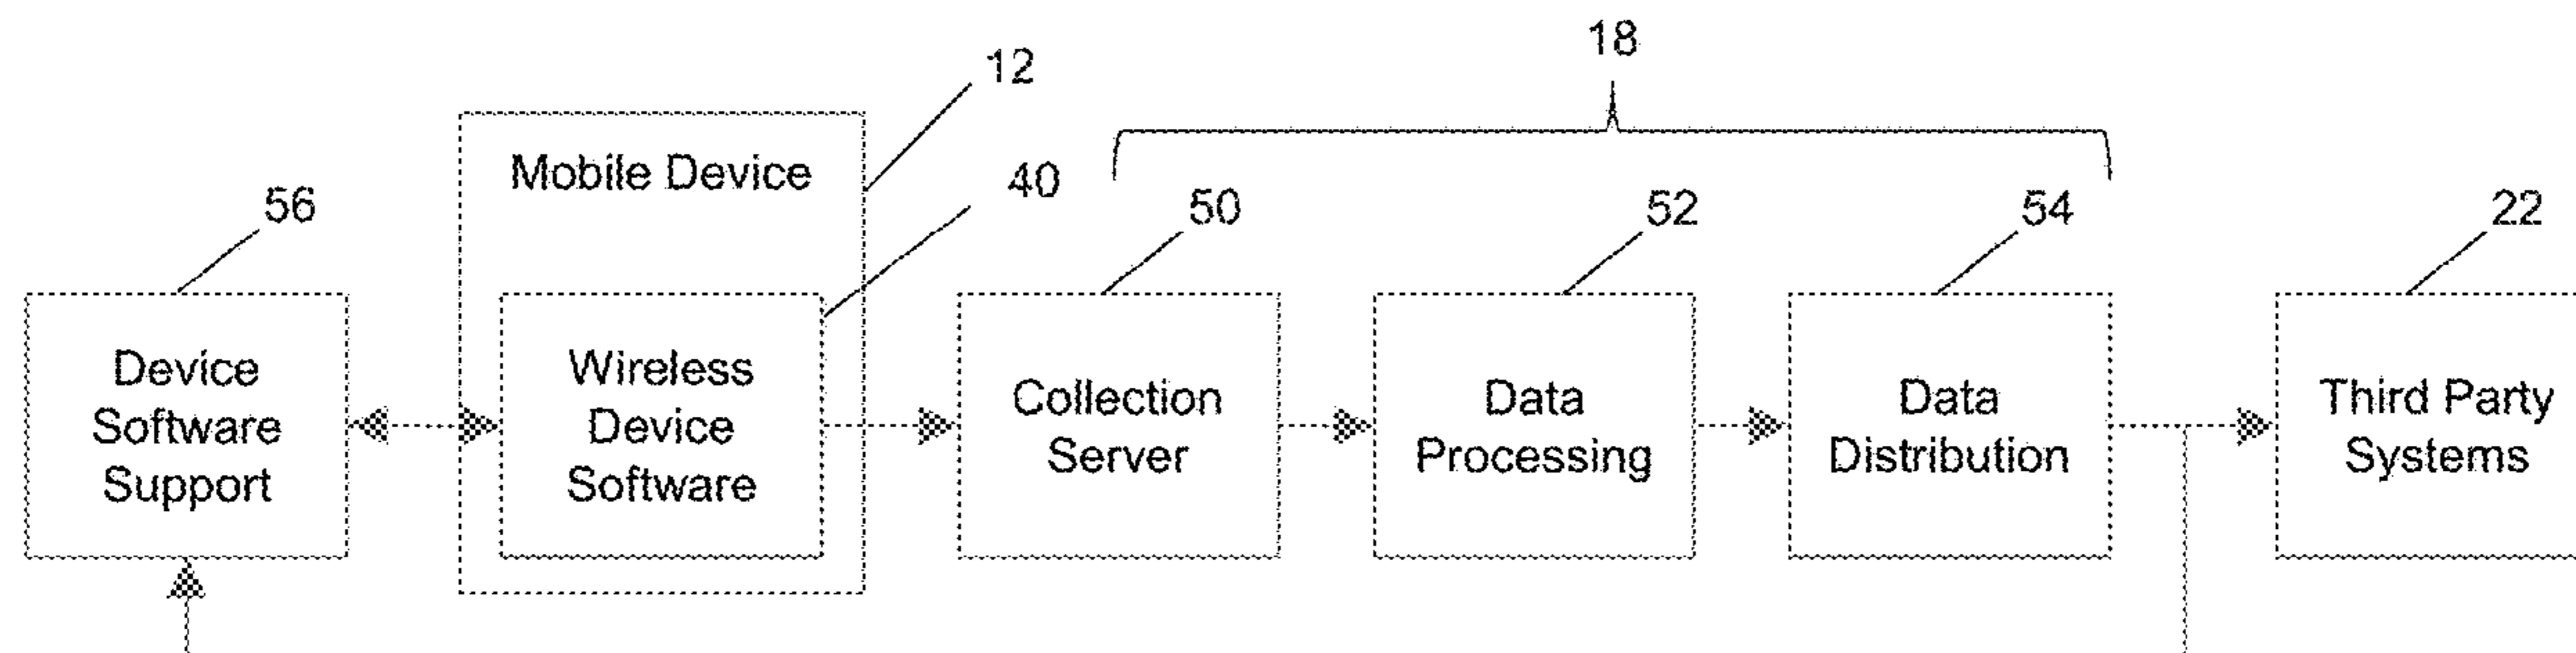 18
12
Mobile Device
40
56
50
52
54
22
Device
Software
Support
Wireless
Device
Software
Collection
Server
Data
Processing
Data
Distribution
Third Party
Systems